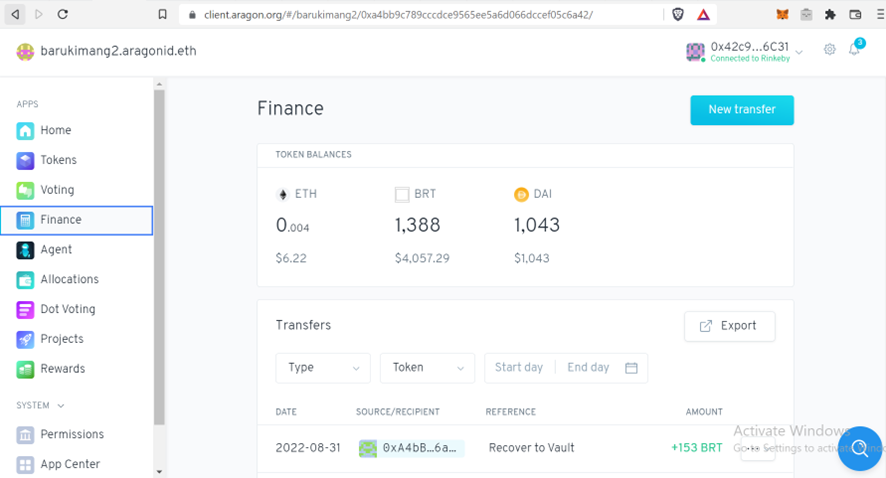 client.aragon.org/#/barukimang2/0xa4bb9c789cccdce9565ee5a6d066dccef05c6a42/
barukimang2.aragonid.eth
0x42c9...6C31
Connected to Rinkeby
3
APPS
Home
Tokens
Voting
Finance
Agent
Allocations
Dot Voting
Projects
Rewards
SYSTEM
Permissions
App Center
Finance
New transfer
TOKEN BALANCES
ETH BRT DAI
0.004 1,388 1,043
$6.22 $4,057.29 $1,043
Transfers
Export
Type Token Start day End day
DATE SOURCE/RECIPIENT REFERENCE AMOUNT
2022-08-31 0xA4bB…6a… Recover to Vault +153 BRT
Activate Windows
Go to Settings to activate Windows